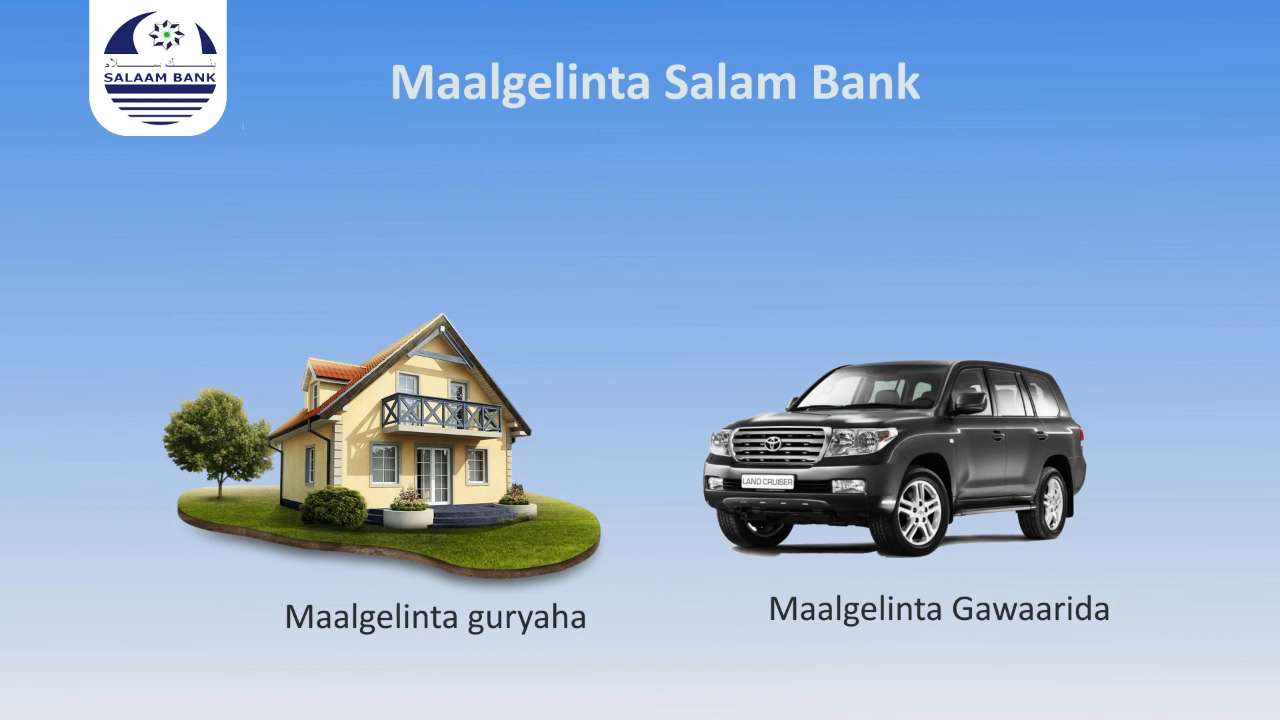 بنك سلام
SALAAM BANK
Maalgelinta Salam Bank
LAND CRUISER
Maalgelinta guryaha
Maalgelinta Gawaarida